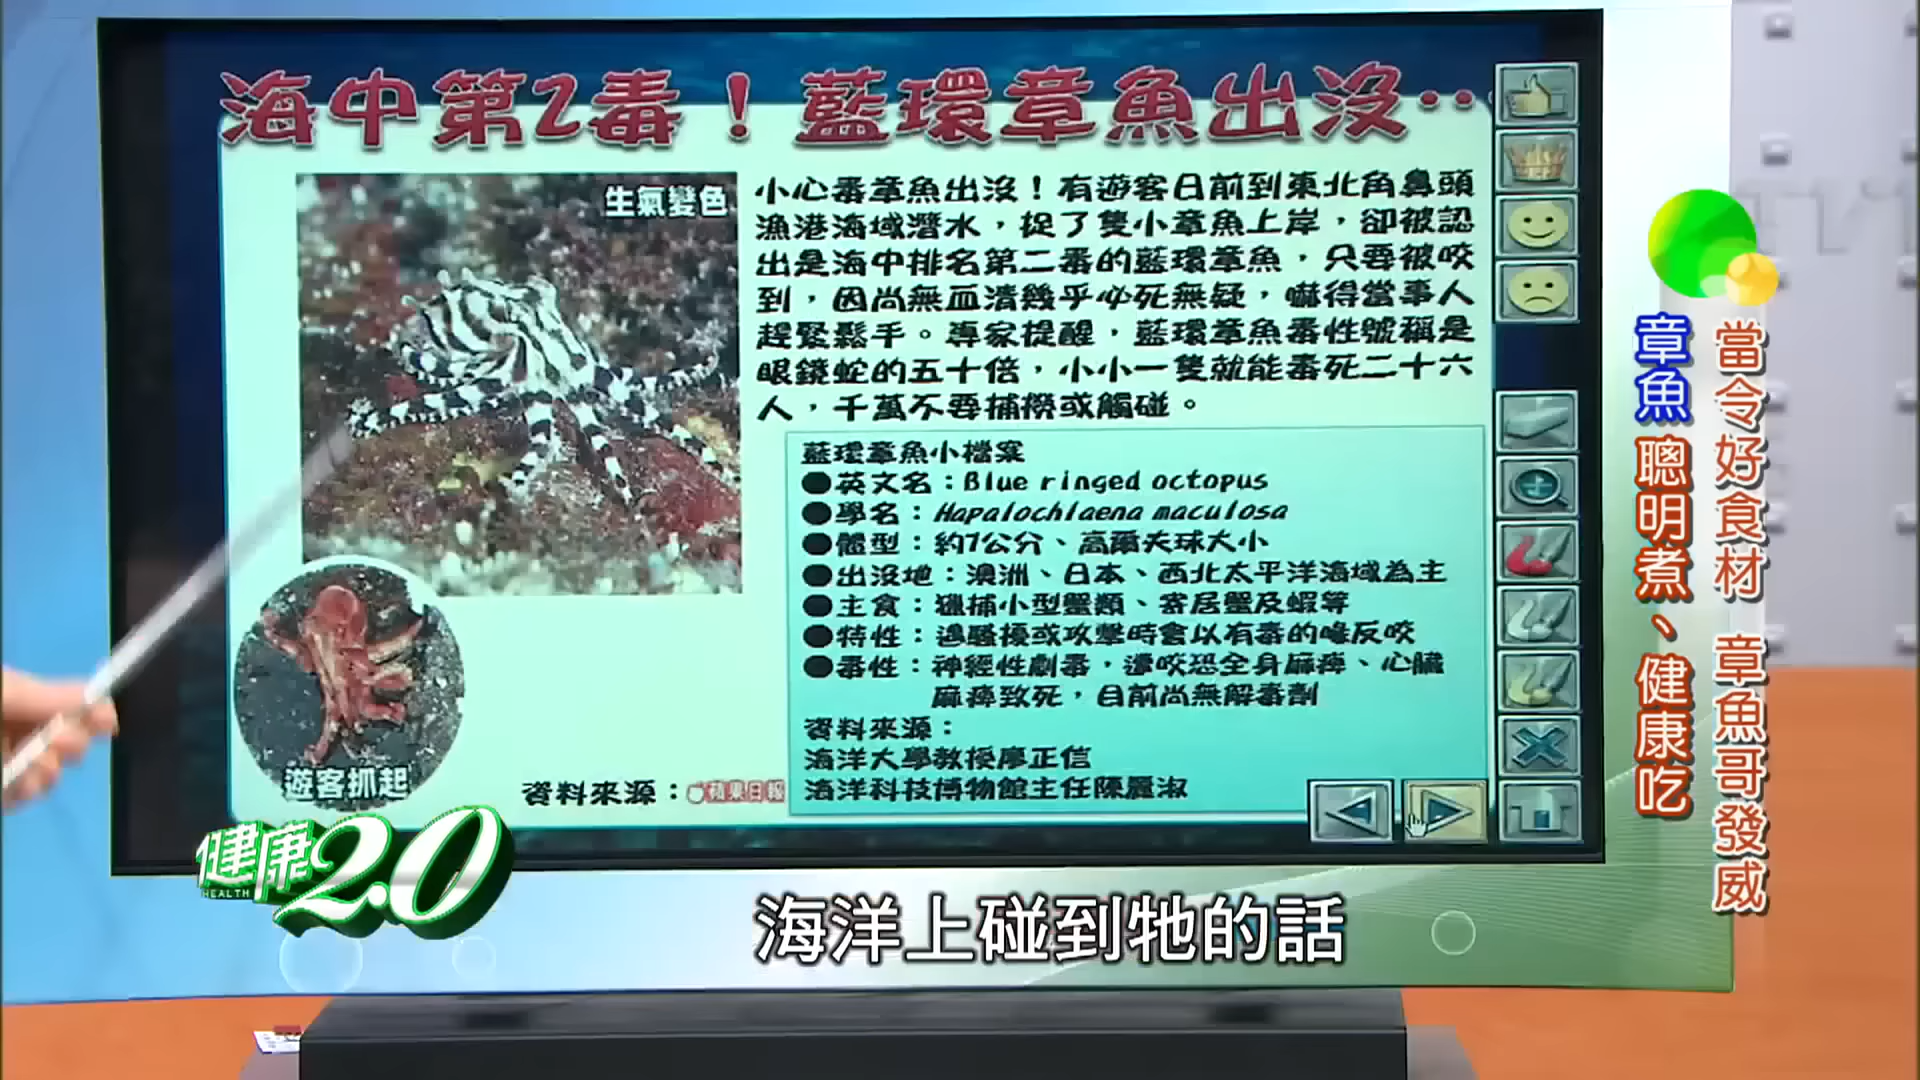 海中第2毒！藍環章魚出沒‥
生氣變色
小心毒章魚出沒！有遊客日前到東北角鼻頭
漁港海域潛水，捉了隻小章魚上岸，卻被認
出是海中排名第二毒的藍環章魚，只要被咬
到，因尚無血清幾乎必死無疑，嚇得當事人
趕緊鬆手。專家提醒，藍環章魚毒性號稱是
眼鏡蛇的五十倍，小小一隻就能毒死二十六
人，千萬不要捕撈或觸碰。
藍環章魚小檔案
●英文名：Blue ringed octopus
●學名：Hapalochlaena maculosa
●體型：約7公分、高爾夫球大小
●出沒地：澳洲、日本、西北太平洋海域為主
●主食：獵捕小型蟹類、寄居蟹及蝦等
●特性：遇騷擾或攻擊時會以有毒的喙反咬
●毒性：神經性劇毒，遭咬恐全身麻痺、心臟
麻痺致死，目前尚無解毒劑
資料來源：
海洋大學教授廖正信
海洋科技博物館主任陳麗淑
遊客抓起
資料來源：蘋果日報
健康2.0
HEALTH
當令好食材 章魚哥發威
章魚聰明煮、健康吃
海洋上碰到牠的話